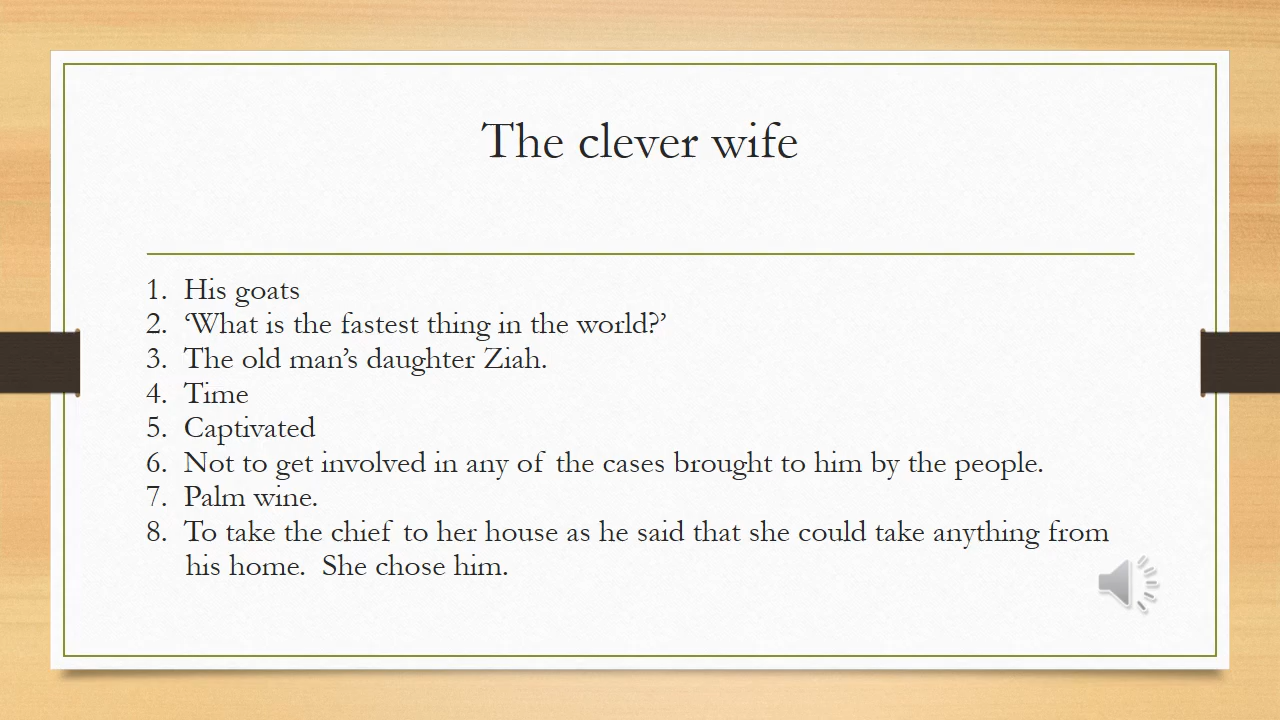 The clever wife
1. His goats
2. ‘What is the fastest thing in the world?’
3. The old man’s daughter Ziah.
4. Time
5. Captivated
6. Not to get involved in any of the cases brought to him by the people.
7. Palm wine.
8. To take the chief to her house as he said that she could take anything from
his home. She chose him.